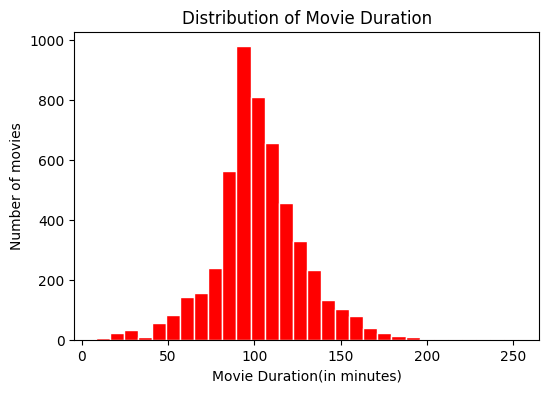 Distribution of Movie Duration
1000
800
600
400
200
0
Number of movies
0 50 100 150 200 250
Movie Duration(in minutes)